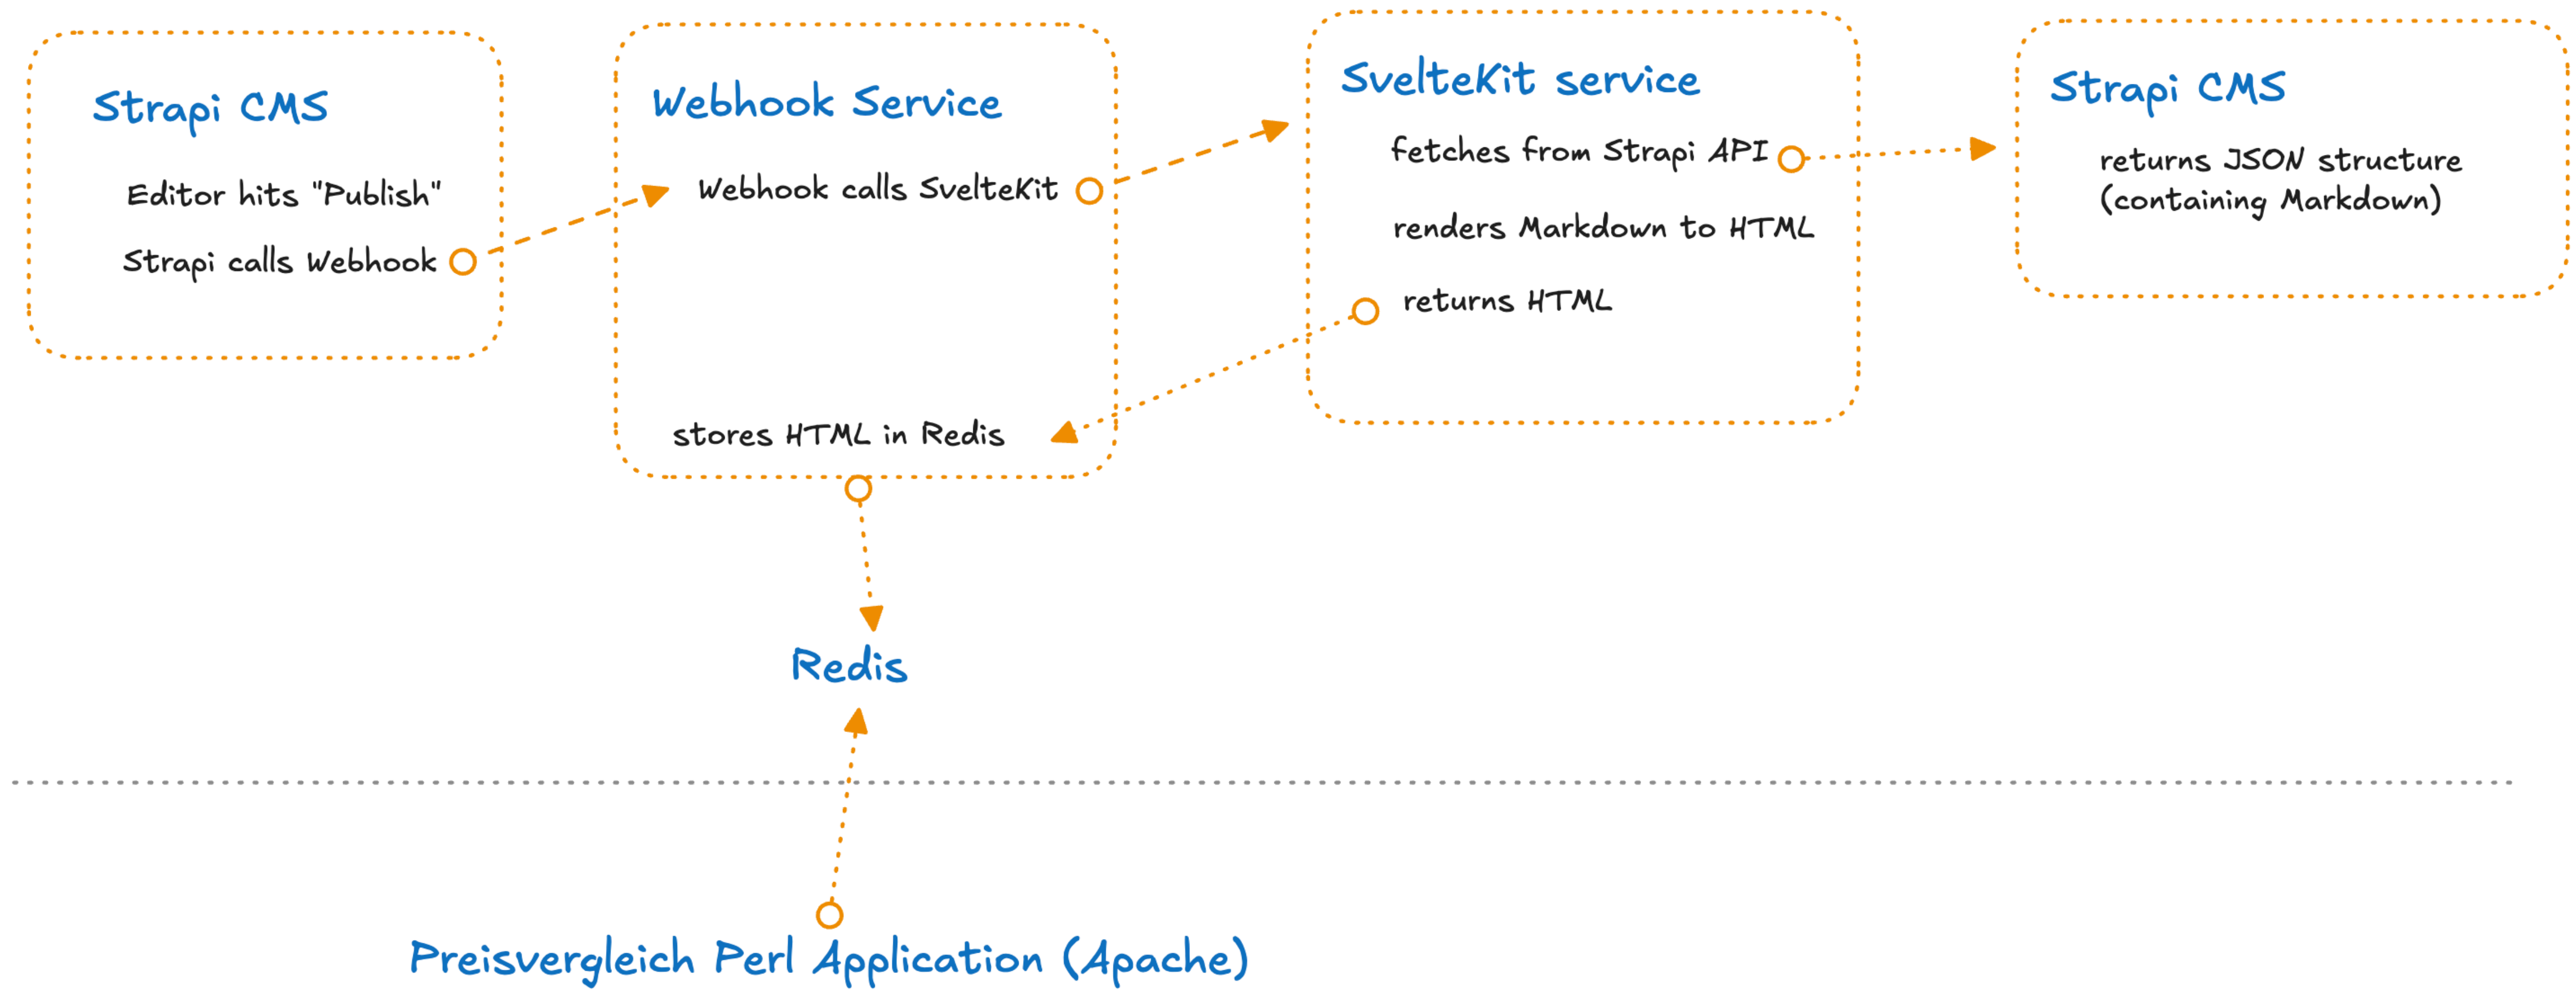 Strapi CMS
Editor hits "Publish"
Strapi calls Webhook
Webhook Service
Webhook calls SvelteKit
stores HTML in Redis
SvelteKit service
fetches from Strapi API
renders Markdown to HTML
returns HTML
Strapi CMS
returns JSON structure
(containing Markdown)
Redis
Preisvergleich Perl Application (Apache)